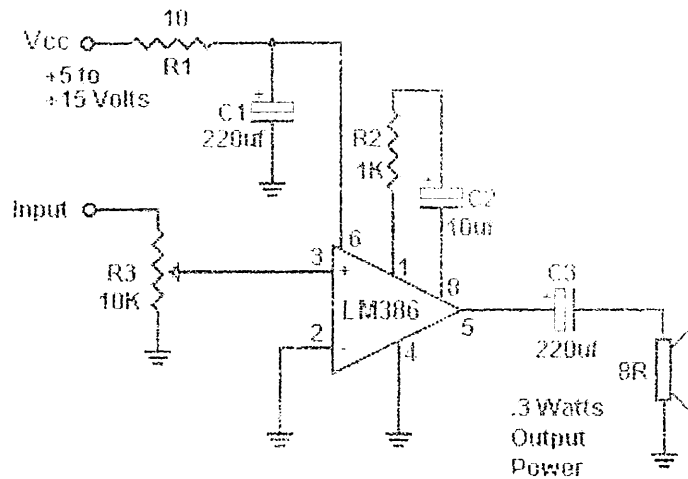 10
Vcc
R1
+5 to
+15 Volts
C1
220uf
R2
1K
C2
10uf
Input
R3
10K
3
6
1
8
+
LM386
2
-
4
5
C3
220uf
8R
.3 Watts
Output
Power